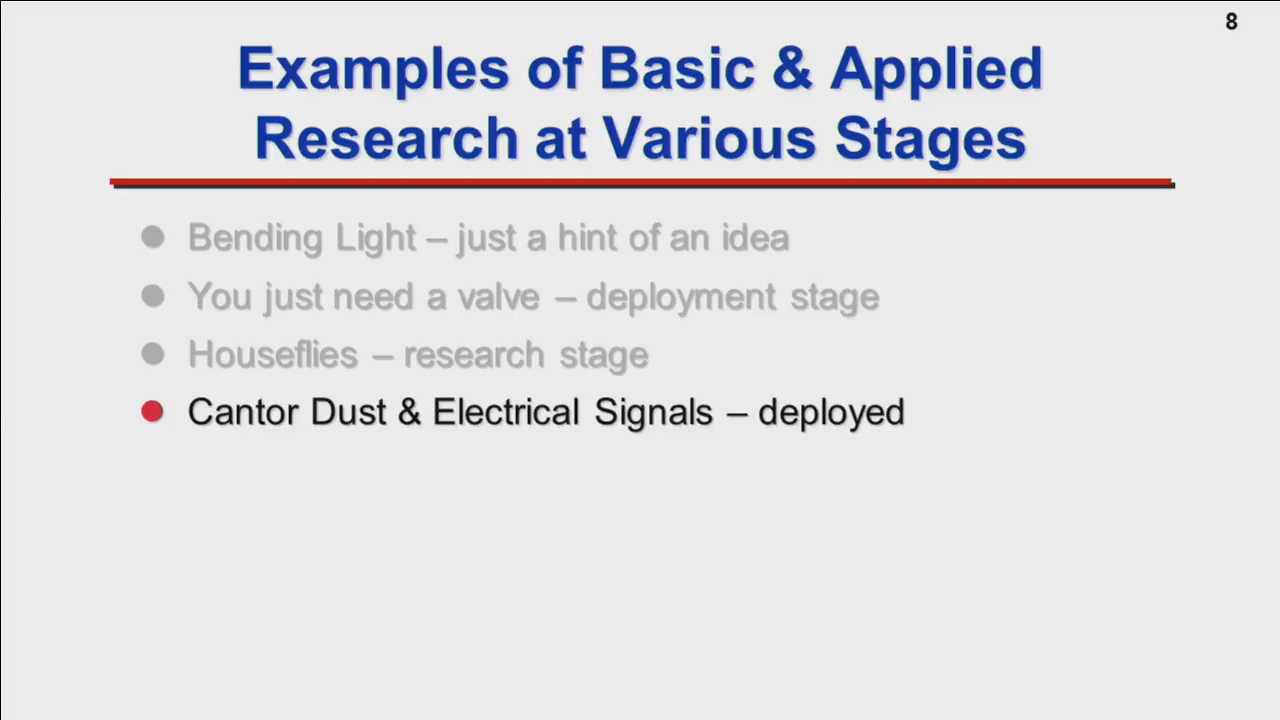 8
Examples of Basic & Applied
Research at Various Stages
Bending Light – just a hint of an idea
You just need a valve – deployment stage
Houseflies – research stage
Cantor Dust & Electrical Signals – deployed